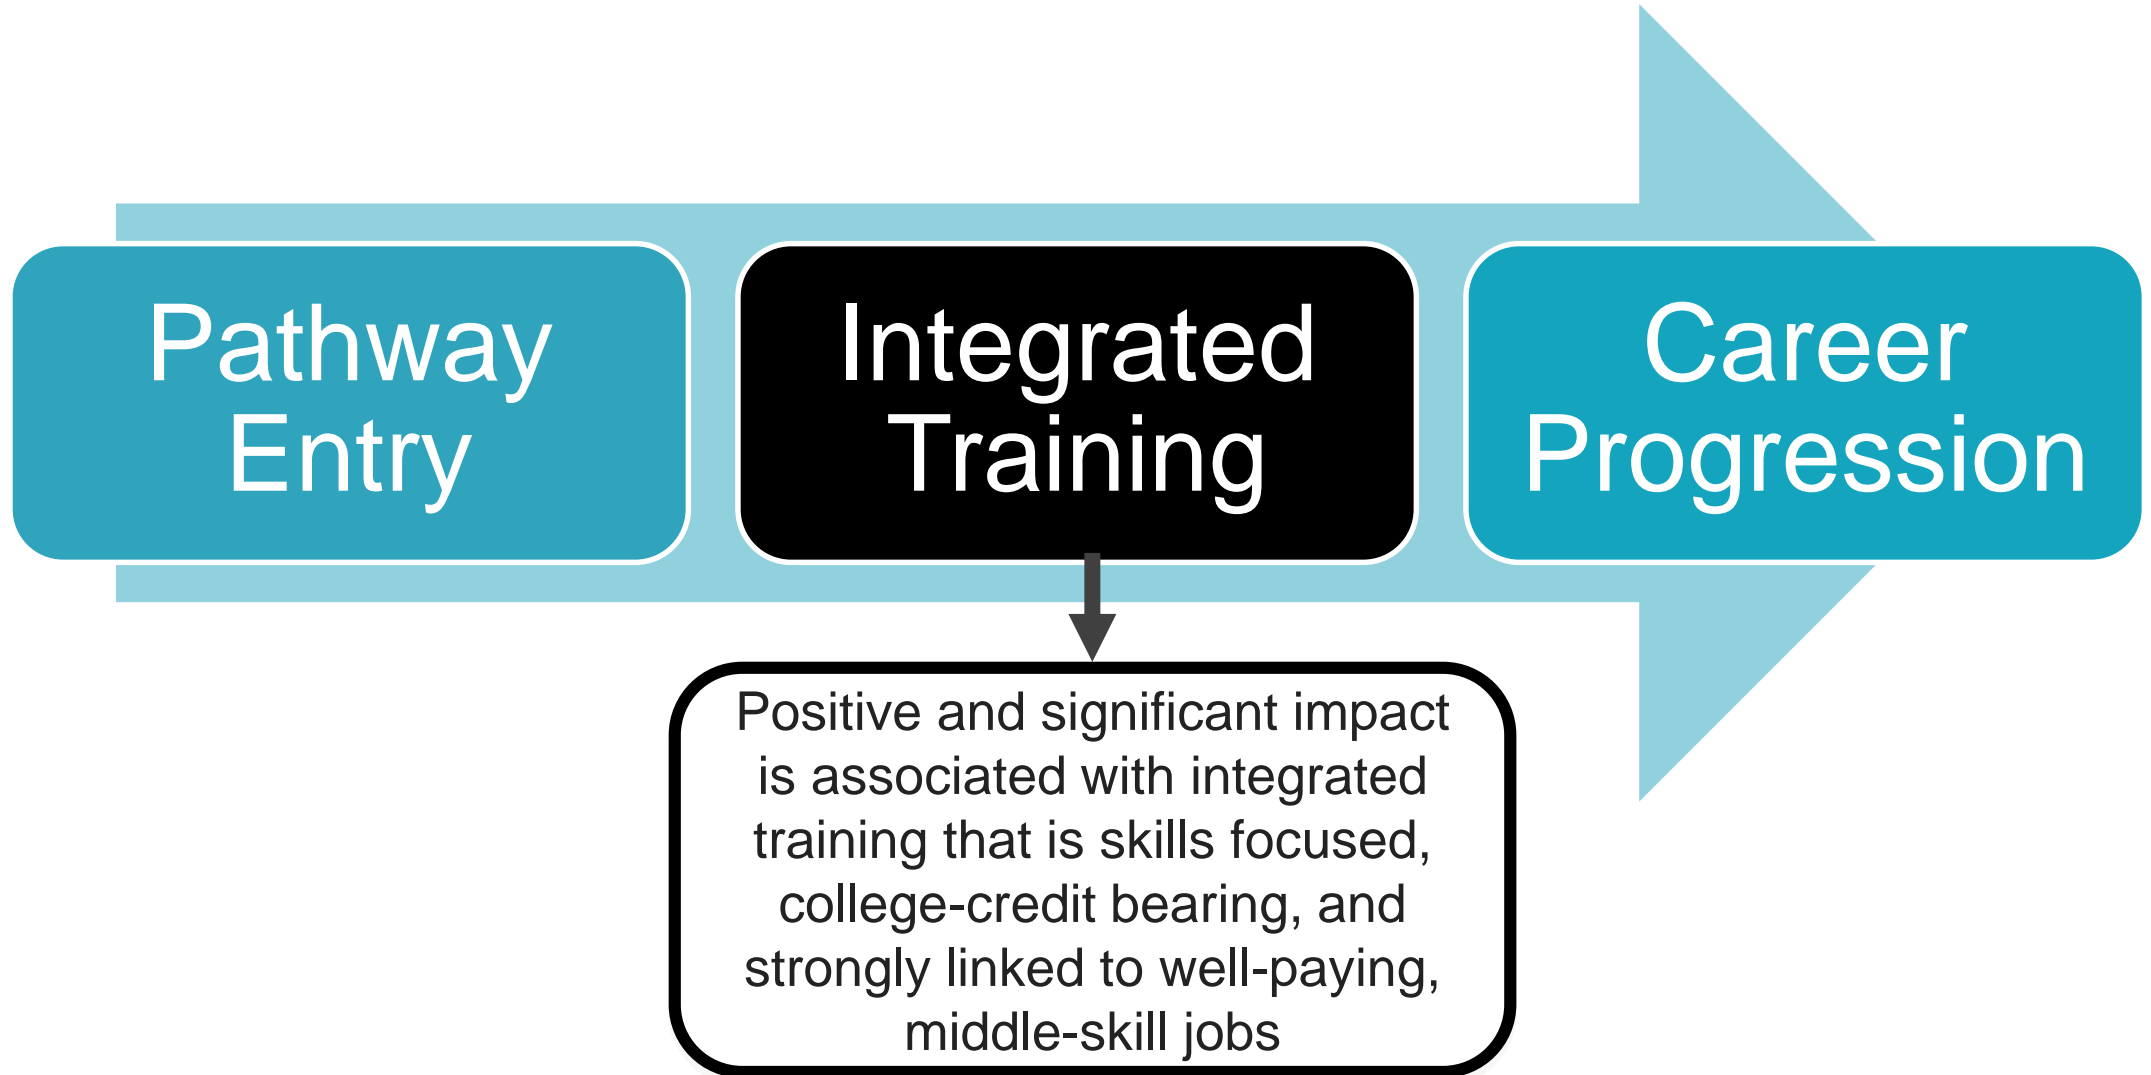 Pathway
Entry
Integrated
Training
Career
Progression
Positive and significant impact
is associated with integrated
training that is skills focused,
college-credit bearing, and
strongly linked to well-paying,
middle-skill jobs